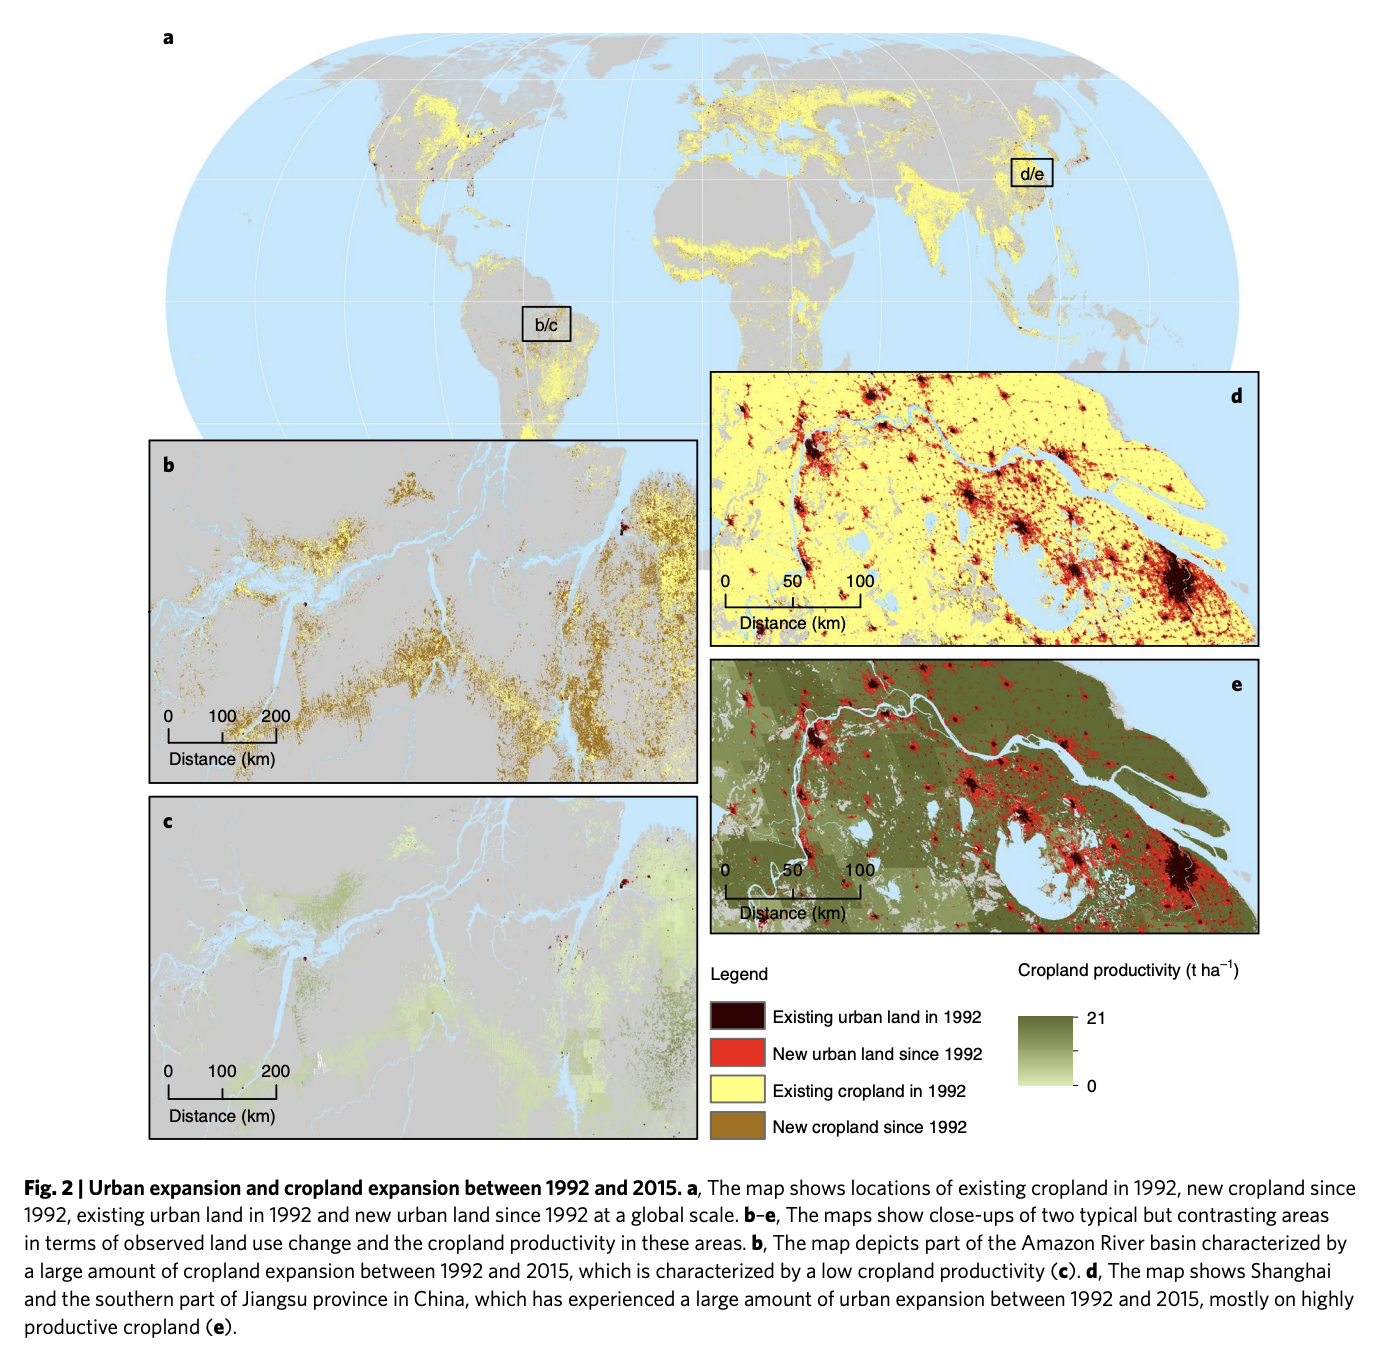 a
d/e
b/c
d
0 50 100
Distance (km)
b
0 100 200
Distance (km)
e
0 50 100
Distance (km)
c
0 100 200
Distance (km)
Legend
Existing urban land in 1992
New urban land since 1992
Existing cropland in 1992
New cropland since 1992
Cropland productivity (t ha⁻¹)
21
0
Fig. 2 | Urban expansion and cropland expansion between 1992 and 2015. a, The map shows locations of existing cropland in 1992, new cropland since
1992, existing urban land in 1992 and new urban land since 1992 at a global scale. b–e, The maps show close-ups of two typical but contrasting areas
in terms of observed land use change and the cropland productivity in these areas. b, The map depicts part of the Amazon River basin characterized by
a large amount of cropland expansion between 1992 and 2015, which is characterized by a low cropland productivity (c). d, The map shows Shanghai
and the southern part of Jiangsu province in China, which has experienced a large amount of urban expansion between 1992 and 2015, mostly on highly
productive cropland (e).